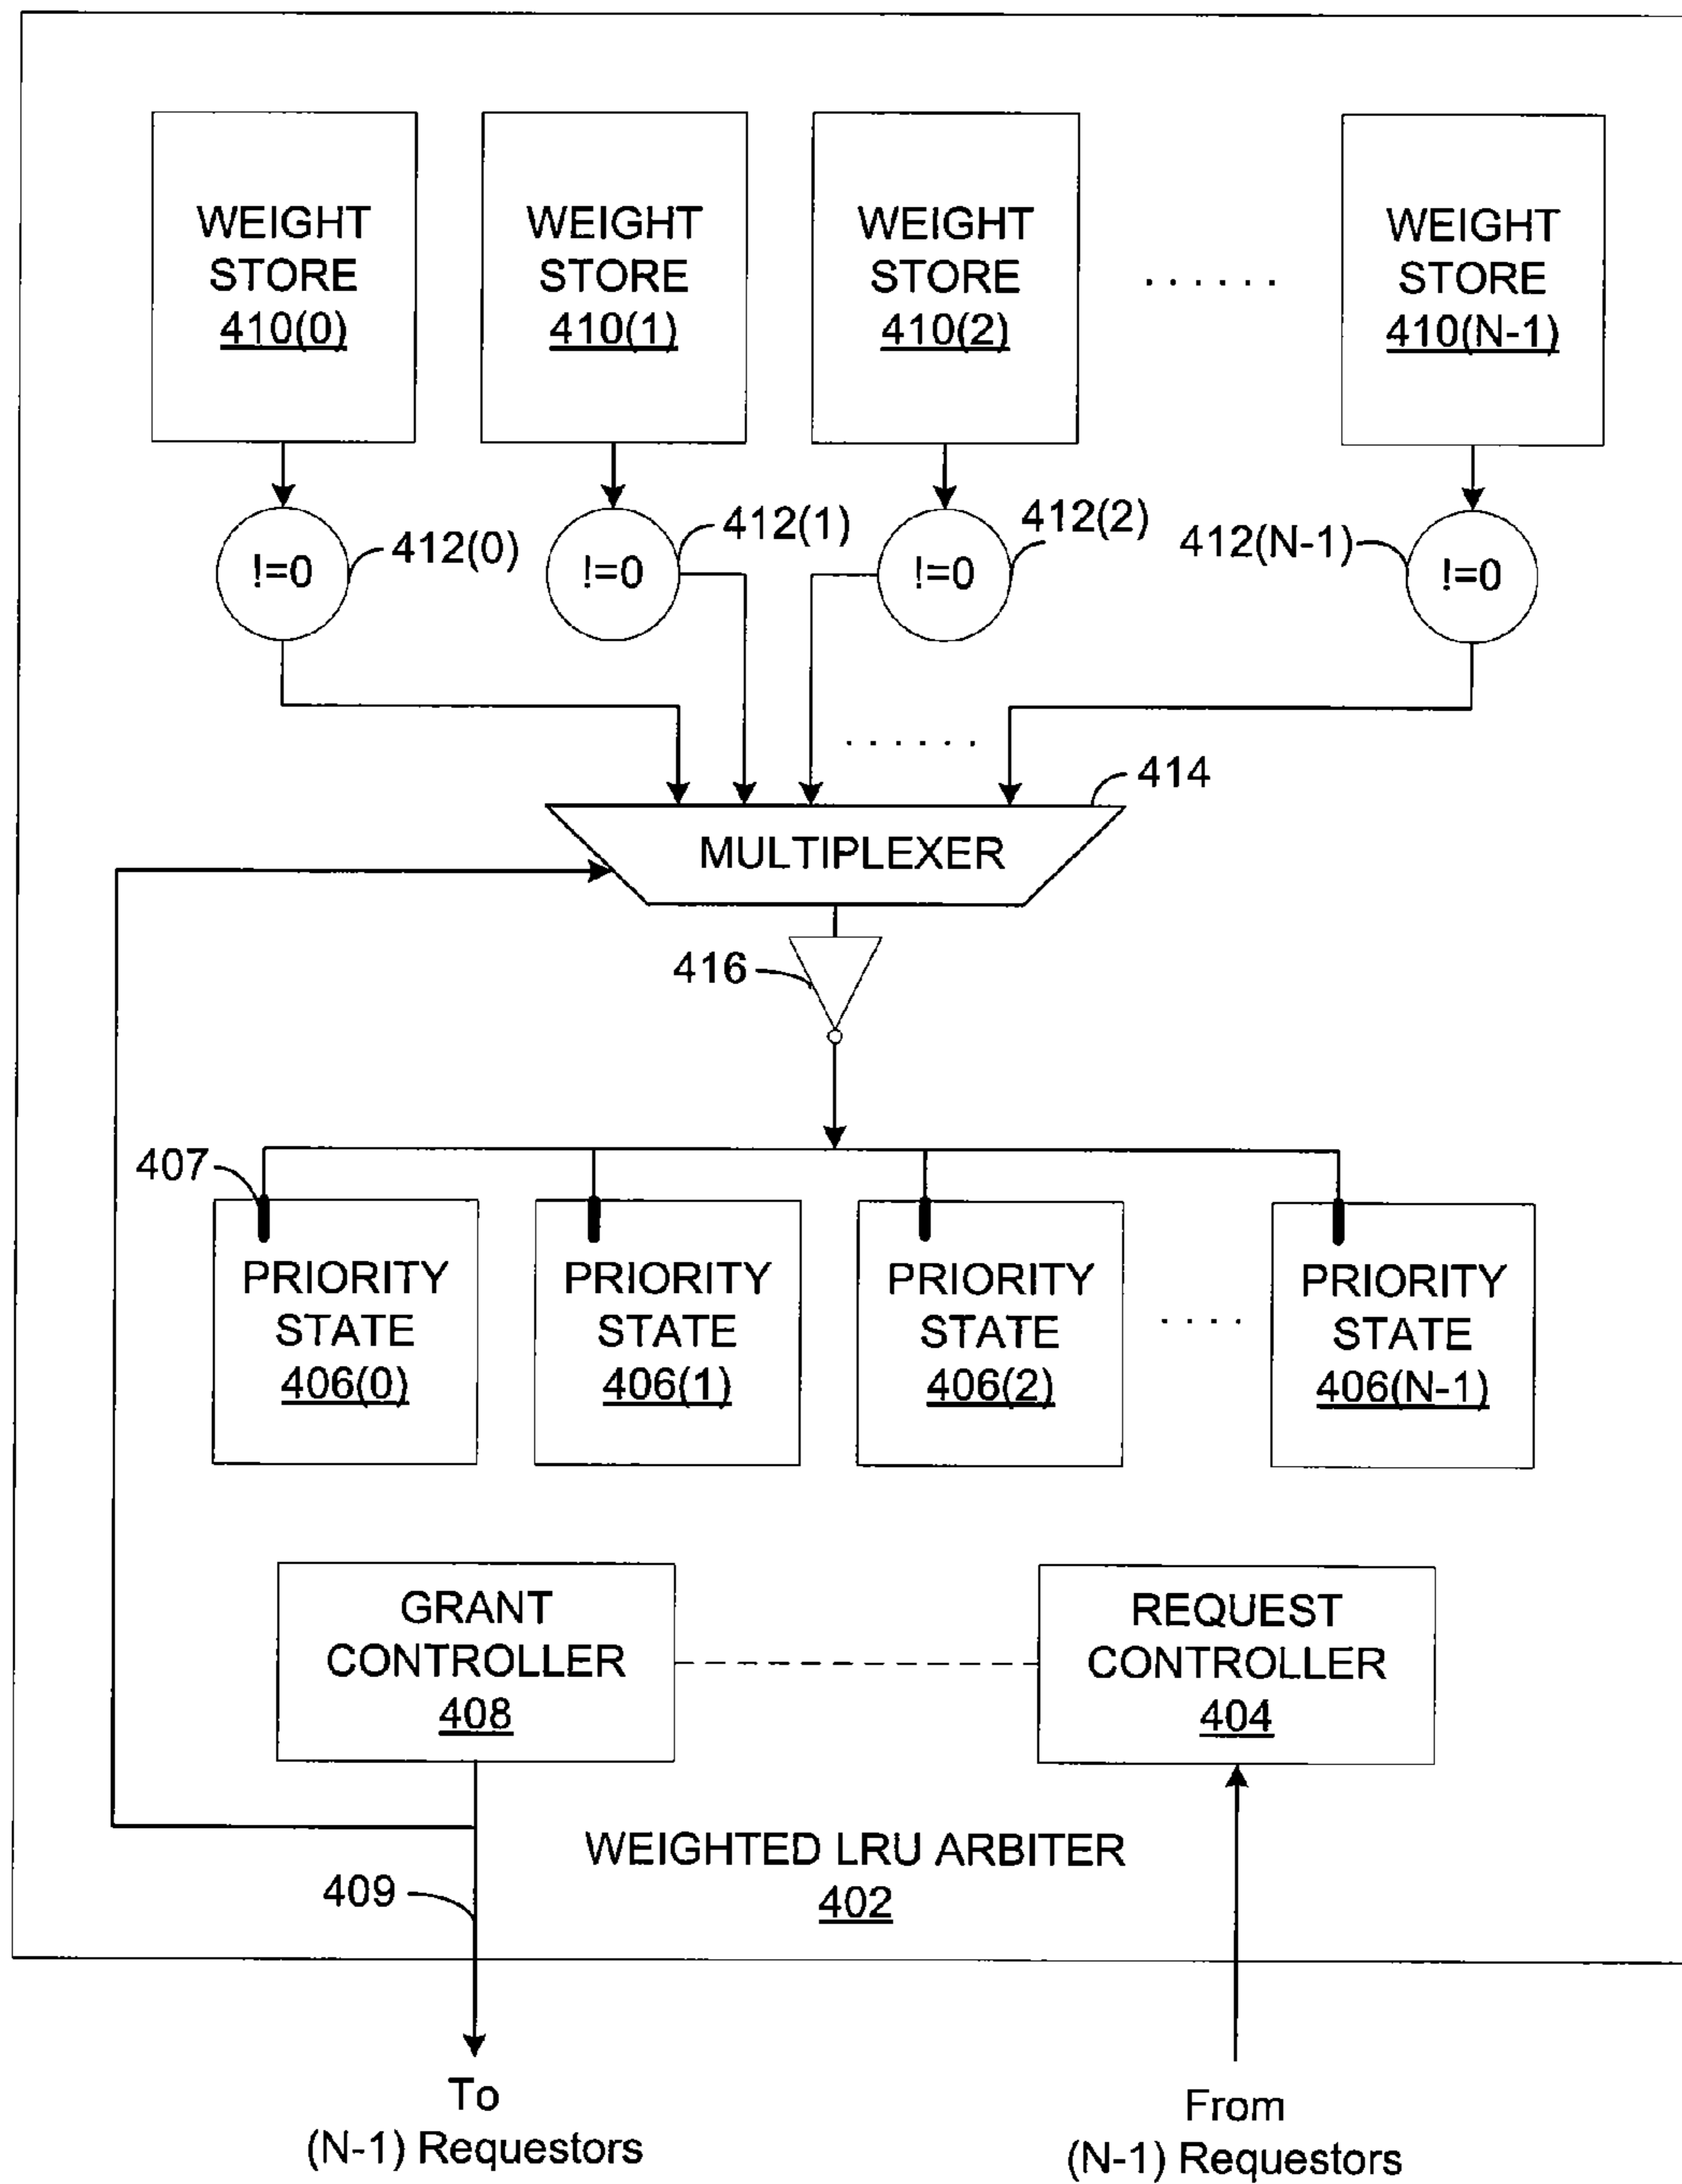 WEIGHT
STORE
410(0)
WEIGHT
STORE
410(1)
WEIGHT
STORE
410(2)
......
WEIGHT
STORE
410(N-1)
!=0
412(0)
!=0
412(1)
!=0
412(2)
412(N-1)
!=0
......
414
MULTIPLEXER
416
407
PRIORITY
STATE
406(0)
PRIORITY
STATE
406(1)
PRIORITY
STATE
406(2)
....
PRIORITY
STATE
406(N-1)
GRANT
CONTROLLER
408
REQUEST
CONTROLLER
404
WEIGHTED LRU ARBITER
402
409
To
(N-1) Requestors
From
(N-1) Requestors